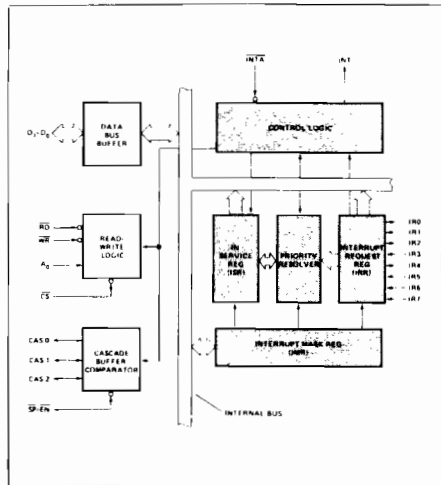 INTA
INT
DATA
BUS
BUFFER
CONTROL LOGIC
RD
WR
A0
CS
READ-
WRITE
LOGIC
IN
SERVICE
REG
(ISR)
PRIORITY
RESOLVER
INTERRUPT
REQUEST
REG
(IRR)
IR0
IR1
IR2
IR3
IR4
IR5
IR6
IR7
CAS 0
CAS 1
CAS 2
CASCADE
BUFFER
COMPARATOR
INTERRUPT MASK REG
(IMR)
SP/EN
INTERNAL BUS